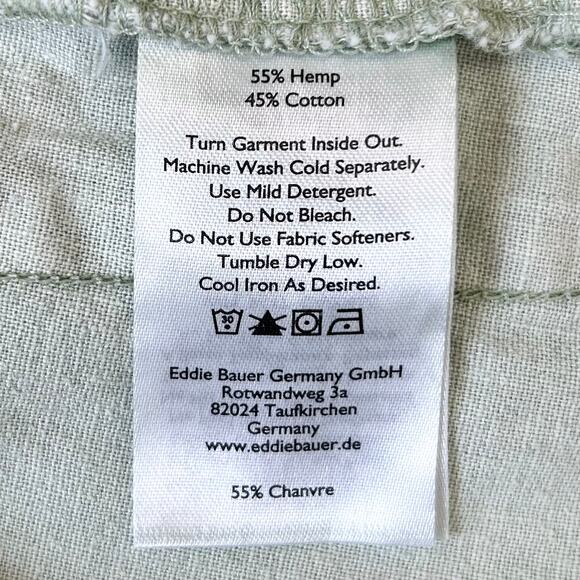 55% Hemp
45% Cotton
Turn Garment Inside Out.
Machine Wash Cold Separately.
Use Mild Detergent.
Do Not Bleach.
Do Not Use Fabric Softeners.
Tumble Dry Low.
Cool Iron As Desired.
30
Eddie Bauer Germany GmbH
Rotwandweg 3a
82024 Taufkirchen
Germany
www.eddiebauer.de
55% Chanvre